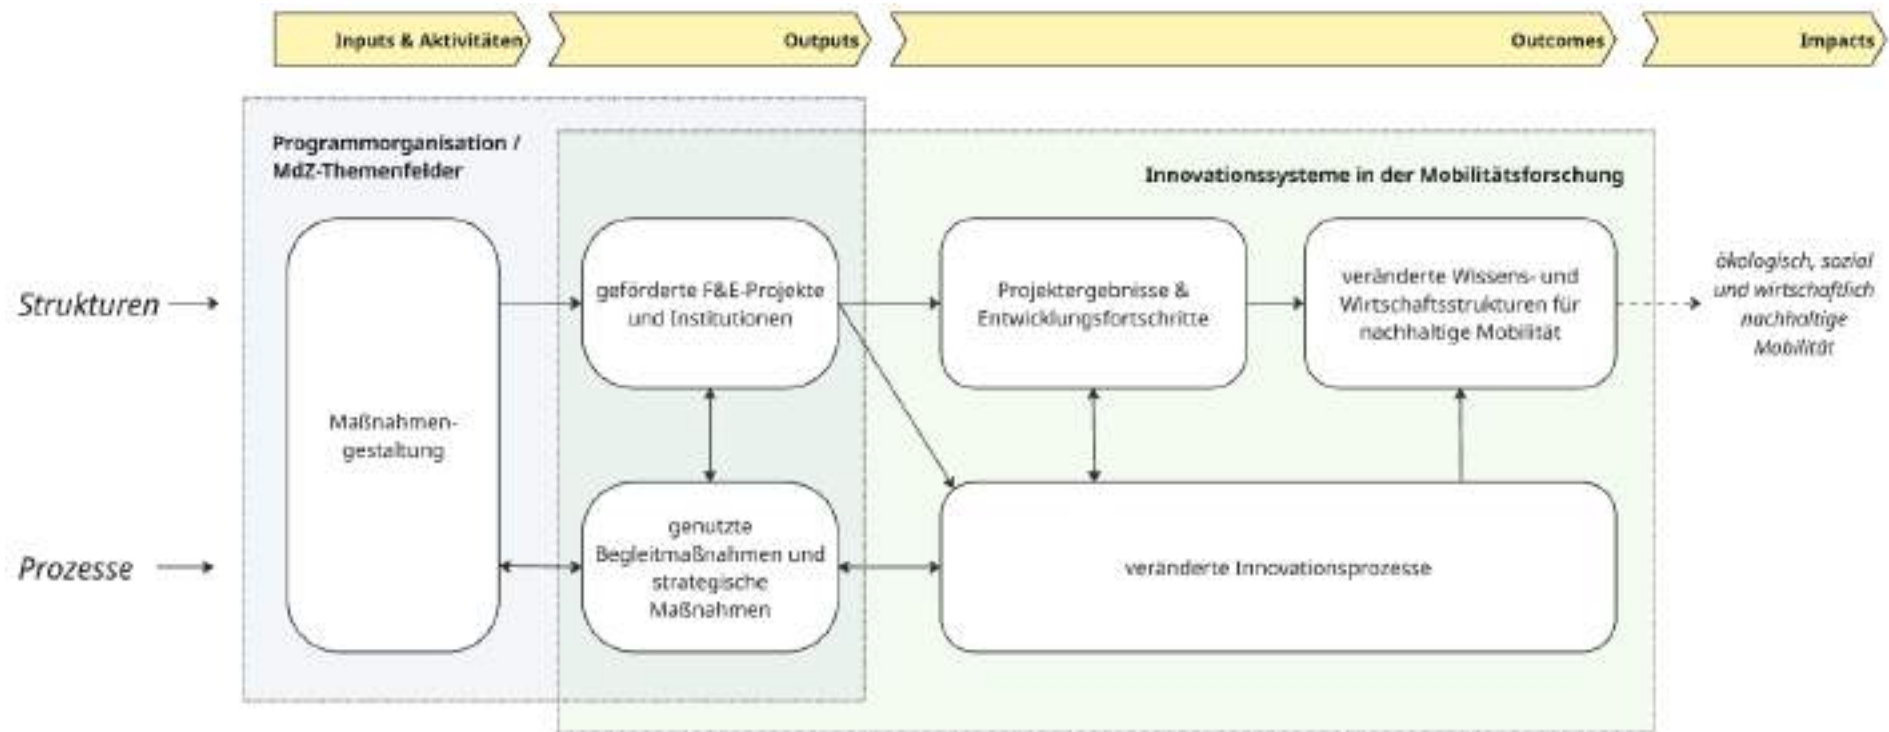 Inputs & Aktivitäten
Outputs
Outcomes
Impacts
Programmorganisation /
MdZ-Themenfelder
Innovationssysteme in der Mobilitätsforschung
Strukturen
Maßnahmen-
gestaltung
geförderte F&E-Projekte
und Institutionen
Projektergebnisse &
Entwicklungsfortschritte
veränderte Wissens- und
Wirtschaftsstrukturen für
nachhaltige Mobilität
ökologisch, sozial
und wirtschaftlich
nachhaltige
Mobilität
Prozesse
genutzte
Begleitmaßnahmen und
strategische
Maßnahmen
veränderte Innovationsprozesse